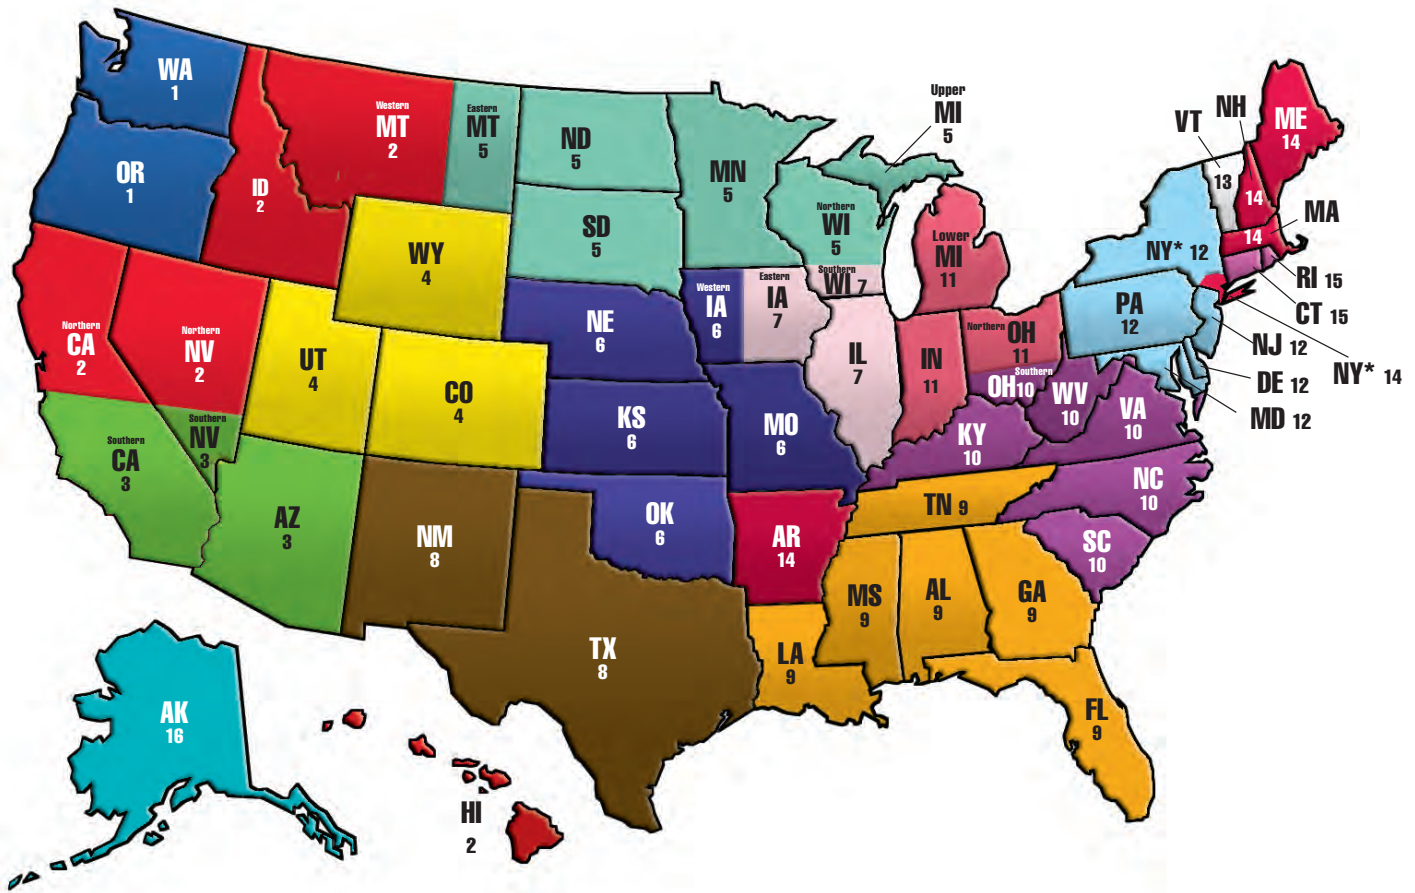 WA
1
OR
1
ID
2
Western
MT
2
Eastern
MT
5
ND
5
SD
5
MN
5
Upper
MI
5
Northern
WI
5
Southern
WI 7
Lower
MI
11
WY
4
Northern
CA
2
Northern
NV
2
Southern
CA
3
Southern
NV
3
UT
4
CO
4
AZ
3
NM
8
NE
6
KS
6
OK
6
TX
8
Western
IA
6
Eastern
IA
7
MO
6
AR
14
LA
9
IL
7
IN
11
Northern OH
11
Southern
OH10
KY
10
WV
10
VA
10
NC
10
SC
10
TN 9
MS
9
AL
9
GA
9
FL
9
PA
12
NY* 12
VT
13
NH
14
ME
14
MA
14
RI 15
CT 15
NY* 14
NJ 12
DE 12
MD 12
AK
16
HI
2